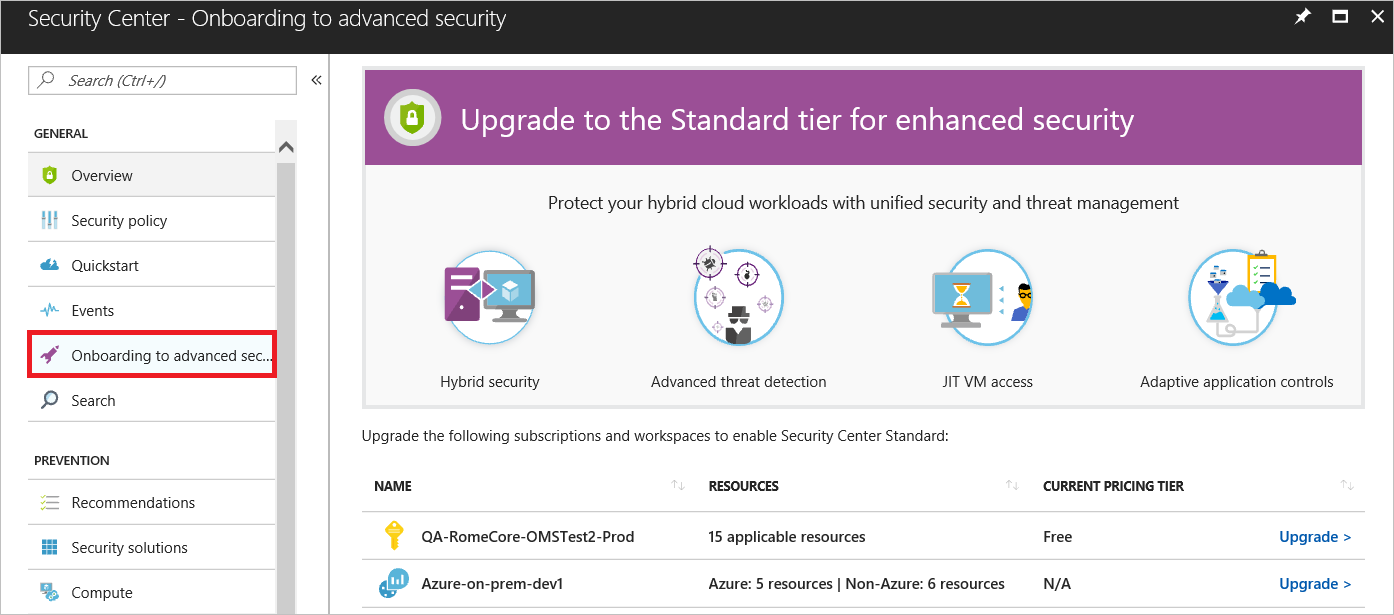 Security Center - Onboarding to advanced security
Search (Ctrl+/)
«
GENERAL
Overview
Security policy
Quickstart
Events
Onboarding to advanced sec...
Search
PREVENTION
Recommendations
Security solutions
Compute
Upgrade to the Standard tier for enhanced security
Protect your hybrid cloud workloads with unified security and threat management
Hybrid security
Advanced threat detection
JIT VM access
Adaptive application controls
Upgrade the following subscriptions and workspaces to enable Security Center Standard:
NAME RESOURCES CURRENT PRICING TIER
QA-RomeCore-OMSTest2-Prod 15 applicable resources Free Upgrade >
Azure-on-prem-dev1 Azure: 5 resources | Non-Azure: 6 resources N/A Upgrade >